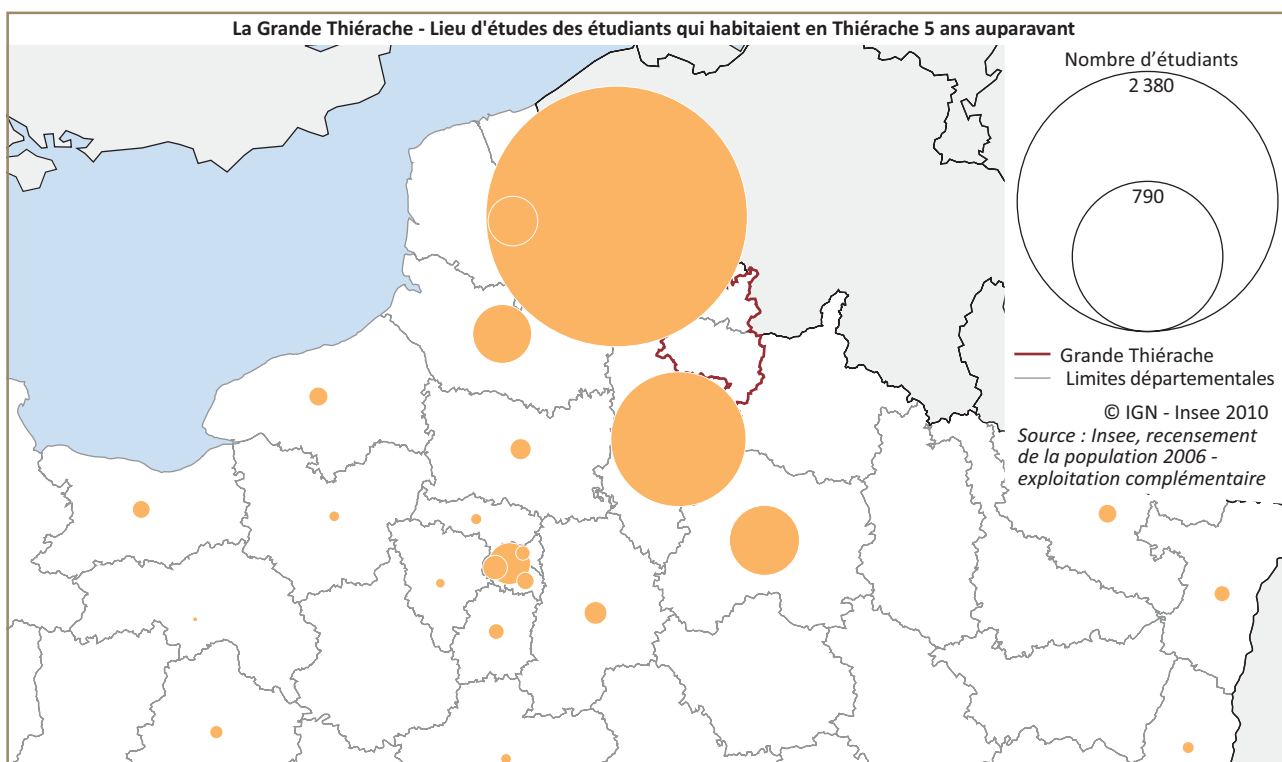 La Grande Thiérache - Lieu d'études des étudiants qui habitaient en Thiérache 5 ans auparavant
Nombre d’étudiants
2 380
790
Grande Thiérache
Limites départementales
© IGN - Insee 2010
Source : Insee, recensement
de la population 2006 -
exploitation complémentaire